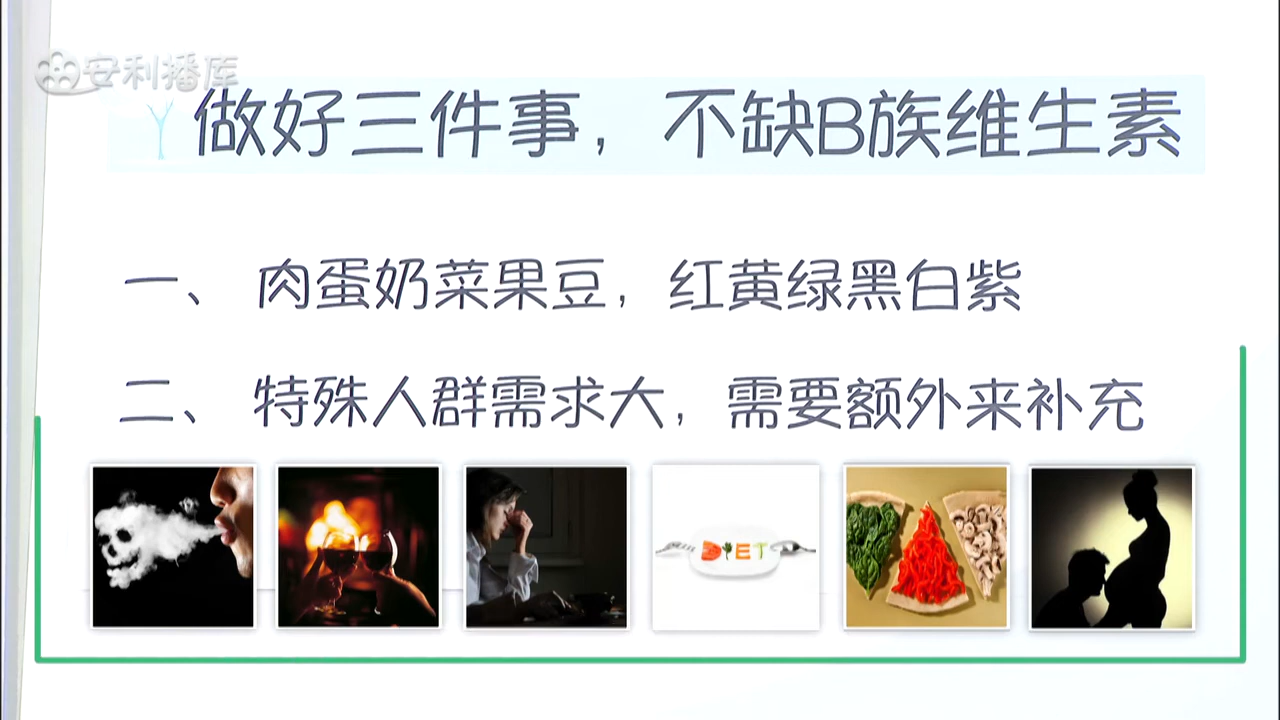 安利播库
做好三件事，不缺B族维生素
一、 肉蛋奶菜果豆，红黄绿黑白紫
二、 特殊人群需求大，需要额外来补充
DIET